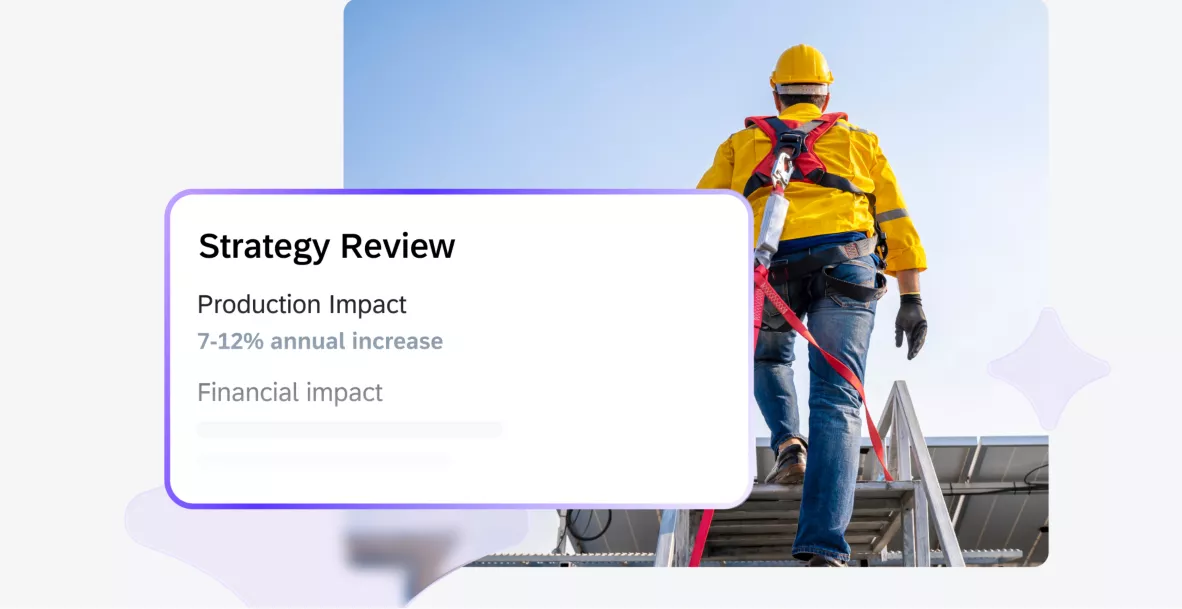 Strategy Review
Production Impact
7-12% annual increase
Financial impact